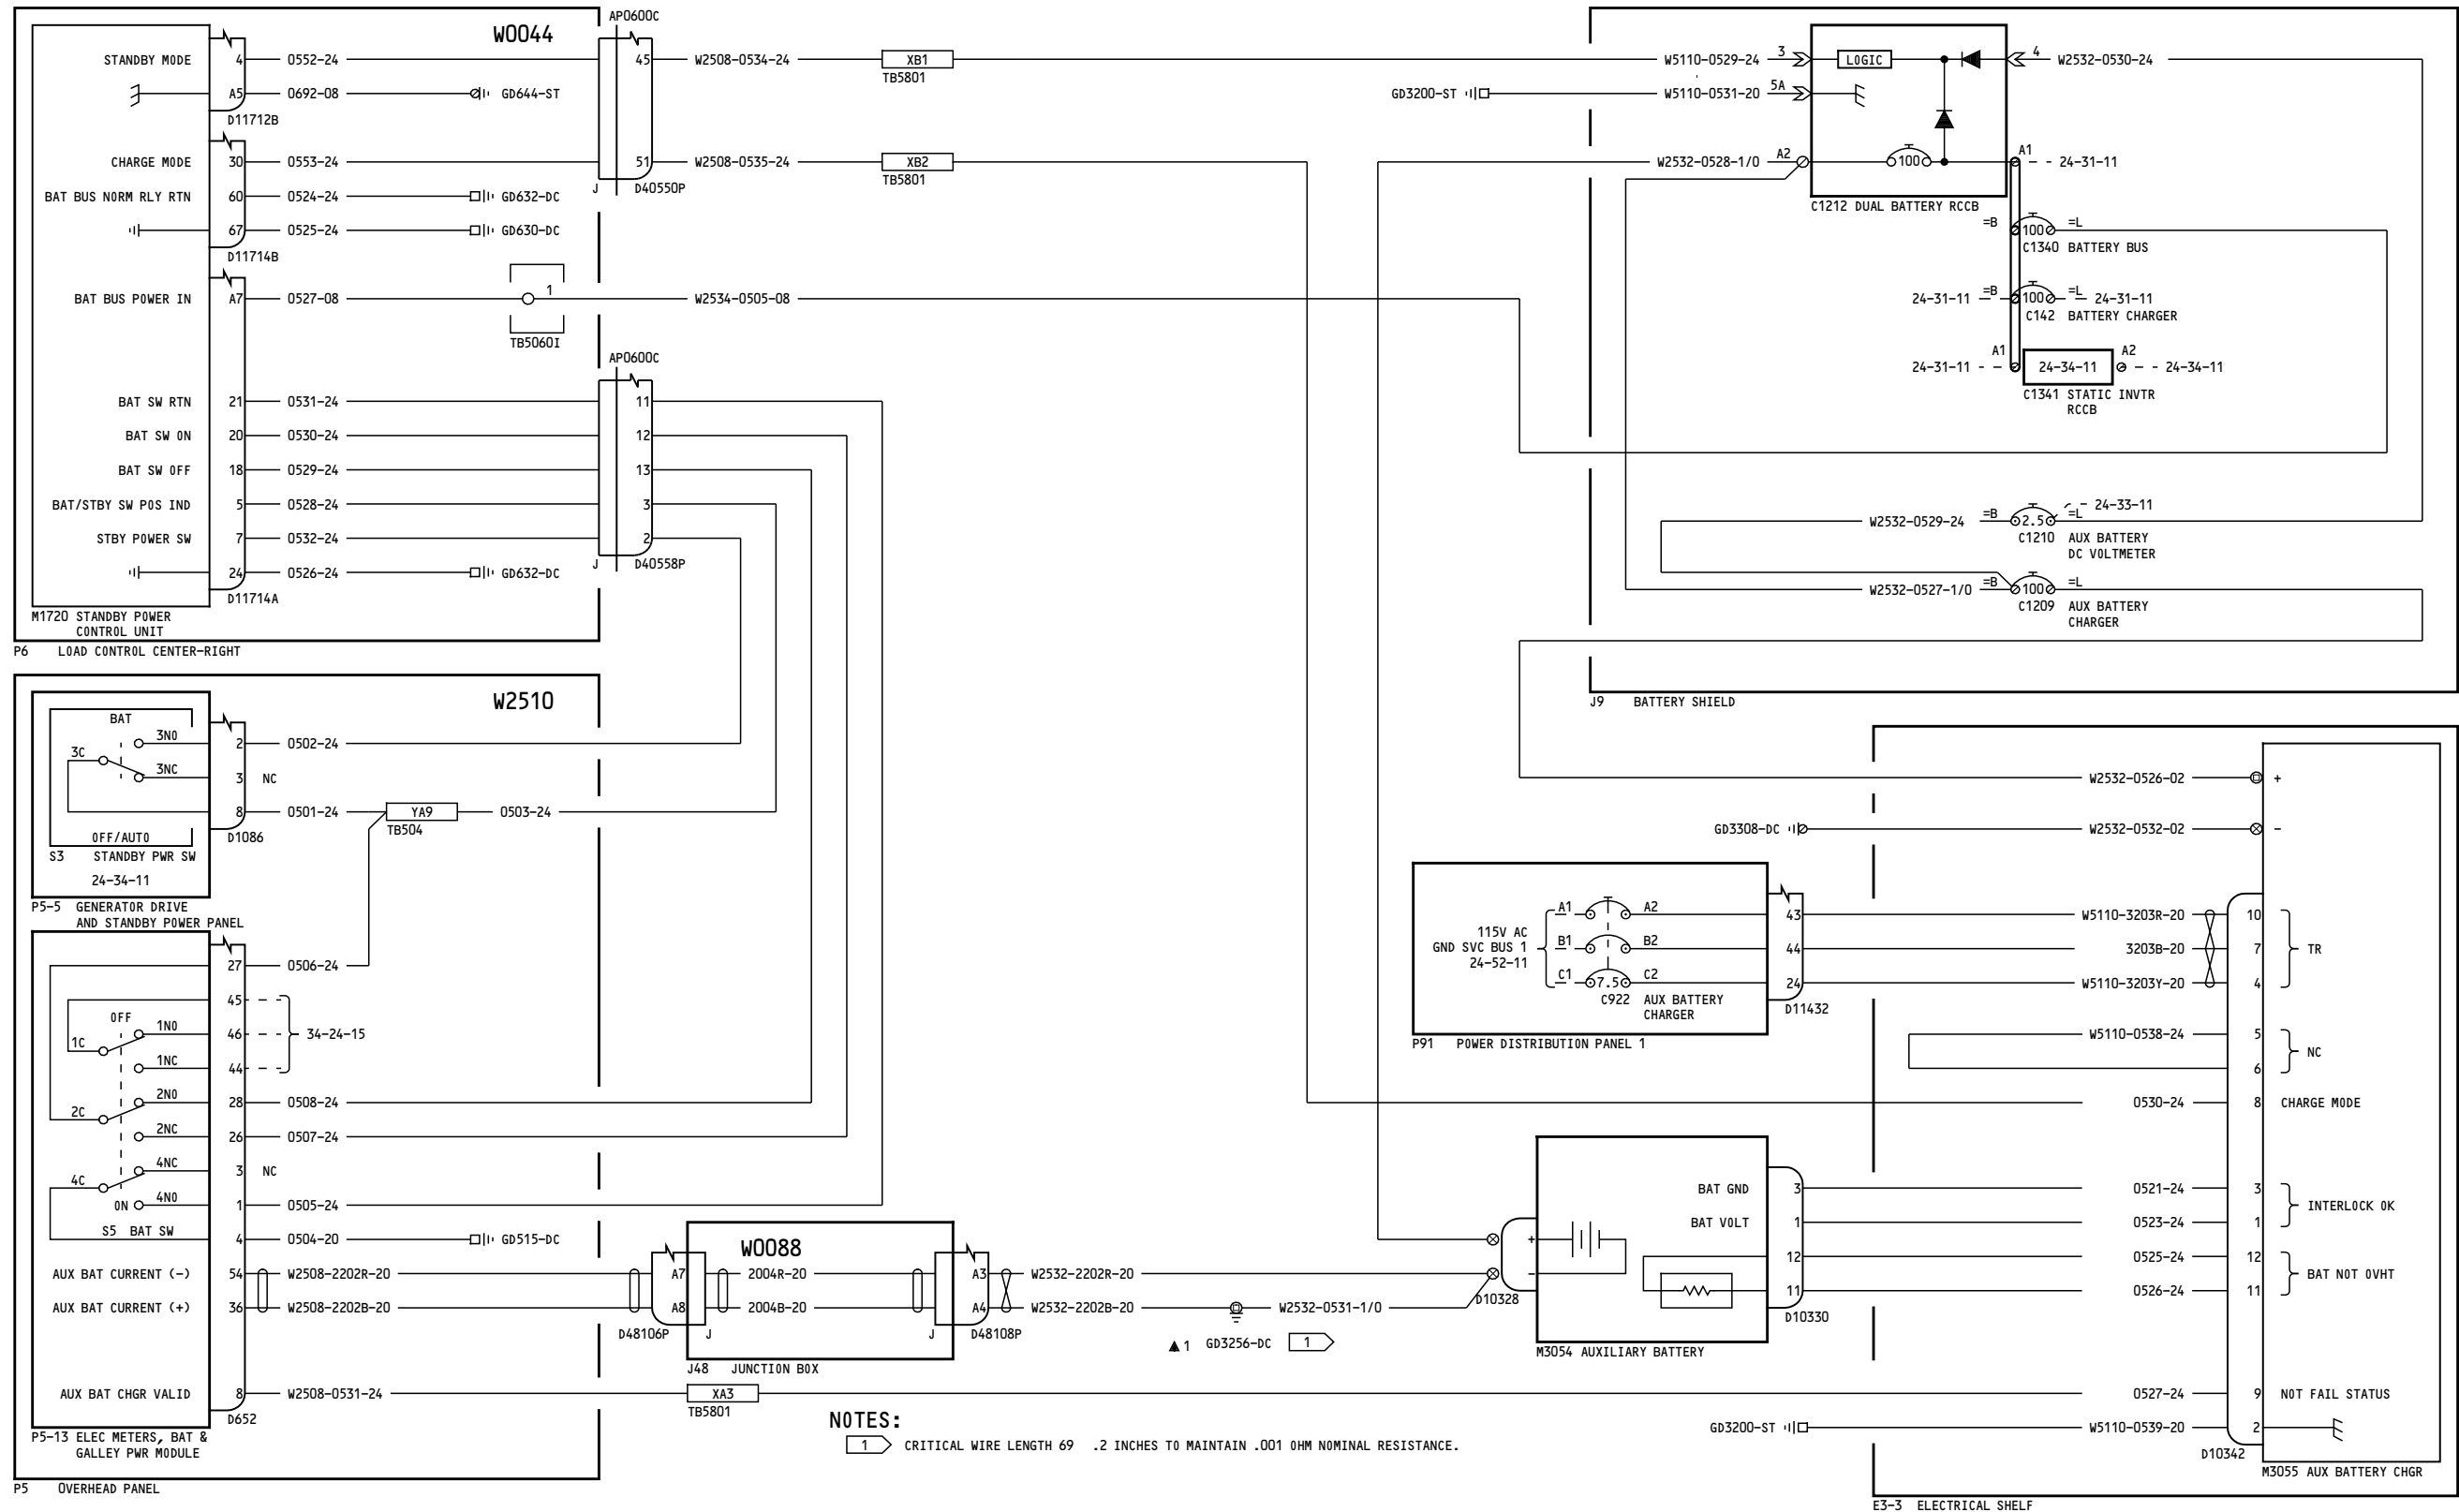 W0044
AP0600C
STANDBY MODE 4 0552-24 45 W2508-0534-24 XB1
TB5801
A5 0692-08 GD644-ST
D11712B
CHARGE MODE 30 0553-24 51 W2508-0535-24 XB2
TB5801
J D40550P
BAT BUS NORM RLY RTN 60 0524-24 GD632-DC
67 0525-24 GD630-DC
D11714B
BAT BUS POWER IN A7 0527-08 1 W2534-0505-08
TB5060I
AP0600C
BAT SW RTN 21 0531-24 11
BAT SW ON 20 0530-24 12
BAT SW OFF 18 0529-24 13
BAT/STBY SW POS IND 5 0528-24 3
STBY POWER SW 7 0532-24 2
J D40558P
24 0526-24 GD632-DC
D11714A
M1720 STANDBY POWER
CONTROL UNIT
P6 LOAD CONTROL CENTER-RIGHT
W5110-0529-24 3 LOGIC 4 W2532-0530-24
GD3200-ST W5110-0531-20 5A
W2532-0528-1/0 A2 100 A1 24-31-11
C1212 DUAL BATTERY RCCB
=B 100 =L
C1340 BATTERY BUS
24-31-11 =B 100 =L 24-31-11
C142 BATTERY CHARGER
A1 A2
24-31-11 24-34-11 24-34-11
C1341 STATIC INVTR
RCCB
24-33-11
W2532-0529-24 =B 2.5 =L
C1210 AUX BATTERY
DC VOLTMETER
W2532-0527-1/0 =B 100 =L
C1209 AUX BATTERY
CHARGER
J9 BATTERY SHIELD
W2510
BAT
3NO 2 0502-24
3C
3NC 3 NC
8 0501-24 YA9 0503-24
TB504
OFF/AUTO D1086
S3 STANDBY PWR SW
24-34-11
P5-5 GENERATOR DRIVE
AND STANDBY POWER PANEL
27 0506-24
45
OFF
1NO 46 34-24-15
1C
1NC 44
2NO 28 0508-24
2C
2NC 26 0507-24
4NC 3 NC
4C
ON 4NO 1 0505-24
S5 BAT SW
4 0504-20 GD515-DC
AUX BAT CURRENT (-) 54 W2508-2202R-20
AUX BAT CURRENT (+) 36 W2508-2202B-20
AUX BAT CHGR VALID 8 W2508-0531-24 XA3
TB5801
D652
P5-13 ELEC METERS, BAT &
GALLEY PWR MODULE
P5 OVERHEAD PANEL
W0088
A7 2004R-20 A3 W2532-2202R-20
A8 2004B-20 A4 W2532-2202B-20 W2532-0531-1/0
D48106P J J D48108P
1 GD3256-DC 1
J48 JUNCTION BOX
NOTES:
1 CRITICAL WIRE LENGTH 69 .2 INCHES TO MAINTAIN .001 OHM NOMINAL RESISTANCE.
W2532-0526-02 +
GD3308-DC W2532-0532-02 -
115V AC
GND SVC BUS 1
24-52-11
A1 A2 43 W5110-3203R-20 10
B1 B2 44 3203B-20 7 TR
C1 7.5 C2 24 W5110-3203Y-20 4
C922 AUX BATTERY
CHARGER
D11432
P91 POWER DISTRIBUTION PANEL 1
W5110-0538-24 5
NC
6
0530-24 8 CHARGE MODE
BAT GND 3 0521-24 3
INTERLOCK OK
BAT VOLT 1 0523-24 1
+ 12 0525-24 12
BAT NOT OVHT
- 11 0526-24 11
D10328 D10330
M3054 AUXILIARY BATTERY
0527-24 9 NOT FAIL STATUS
GD3200-ST W5110-0539-20 2
D10342
M3055 AUX BATTERY CHGR
E3-3 ELECTRICAL SHELF